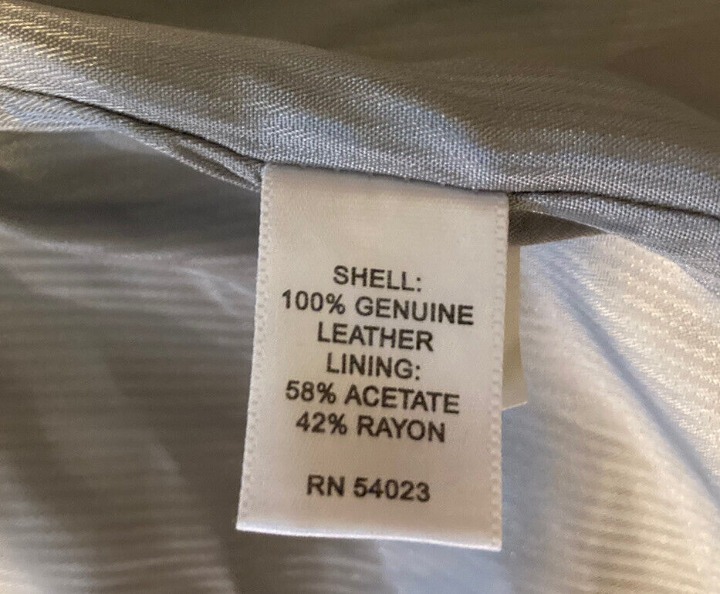 SHELL:
100% GENUINE
LEATHER
LINING:
58% ACETATE
42% RAYON
RN 54023